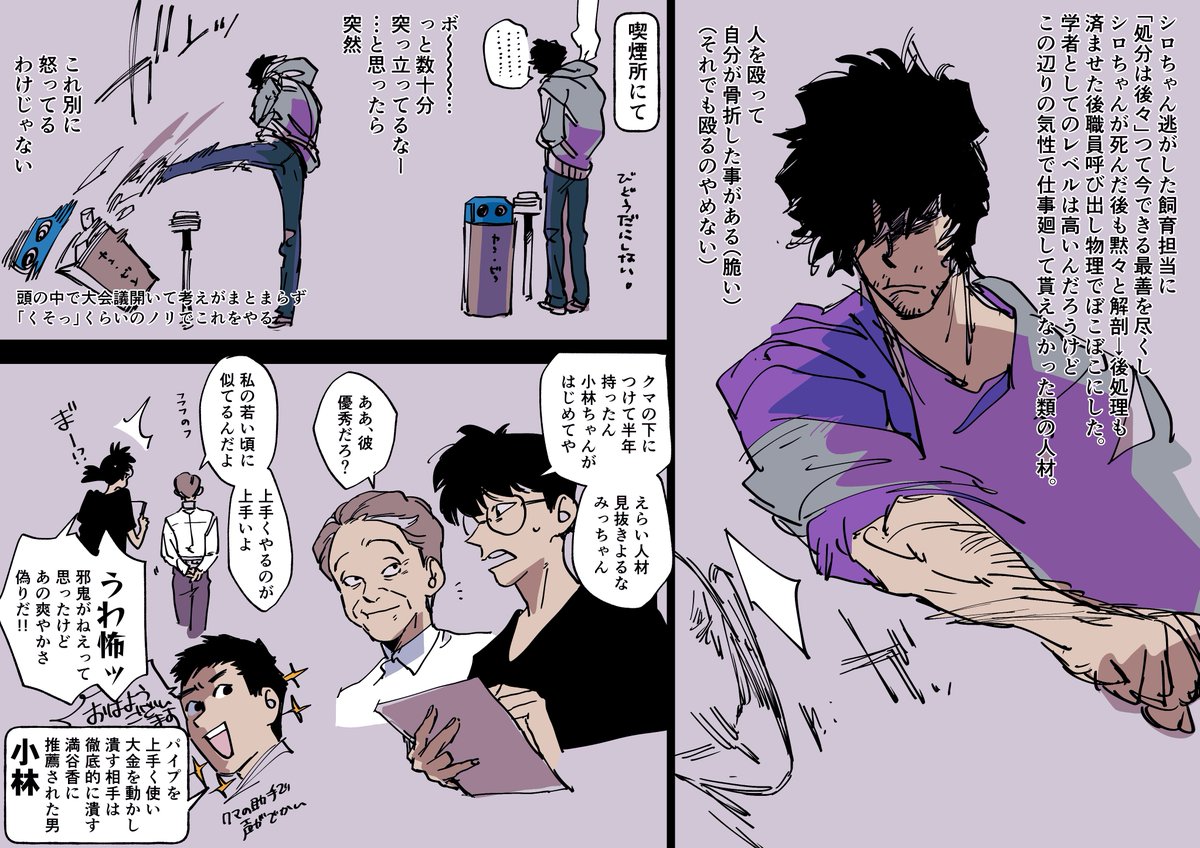 シロちゃん逃がした飼育担当に
「処分は後々」つて今できる最善を尽くし
シロちゃんが死んだ後も黙々と解剖→後処理も
済ませた後職員呼び出し物理でぼこぼこにした。
学者としてのレベルは高いんだろうけど
この辺りの気性で仕事廻して貰えなかった類の人材。
人を殴って
自分が骨折した事がある(脆い)
(それでも殴るのやめない)
喫煙所にて
ボ〜〜〜〜…
っと数十分
突っ立ってるなー
…と思ったら
突然
びどうだにしない。
これ別に
怒ってる
わけじゃない
頭の中で大会議開いて考えがまとまらず
「くそっ」くらいのノリでこれをやる
クマの下に
つけて半年
持ったん
小林ちゃんが
はじめてや
えらい人材
見抜きよるな
みっちゃん
ああ、彼
優秀だろ?
私の若い頃に
似てるんだよ
上手くやるのが
上手いよ
フフフのフ
ぎーっ!?
うわ怖ッ
邪鬼がねえって
思ったけど
あの爽やかさ
偽りだ!!
おはようございます
クマの助手で
声がでかい
パイプを
上手く使い
大金を動かし
潰す相手は
徹底的に潰す
満谷香に
推薦された男
小林